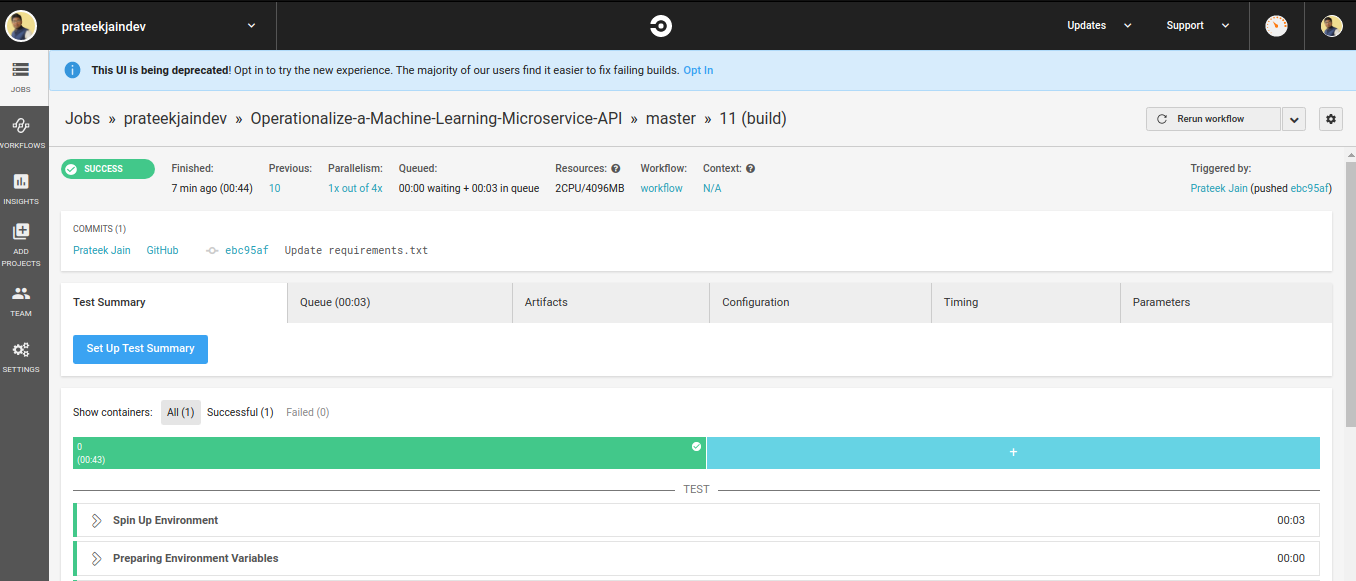 prateekjaindev
Updates
Support
This UI is being deprecated! Opt in to try the new experience. The majority of our users find it easier to fix failing builds. Opt In
JOBS
WORKFLOWS
INSIGHTS
ADD
PROJECTS
TEAM
SETTINGS
Jobs » prateekjaindev » Operationalize-a-Machine-Learning-Microservice-API » master » 11 (build)
Rerun workflow
SUCCESS
Finished:
7 min ago (00:44)
Previous:
10
Parallelism:
1x out of 4x
Queued:
00:00 waiting + 00:03 in queue
Resources:
2CPU/4096MB
Workflow:
workflow
Context:
N/A
Triggered by:
Prateek Jain (pushed ebc95af)
COMMITS (1)
Prateek Jain GitHub ebc95af Update requirements.txt
Test Summary
Queue (00:03)
Artifacts
Configuration
Timing
Parameters
Set Up Test Summary
Show containers: All (1) Successful (1) Failed (0)
0
(00:43)
+
TEST
Spin Up Environment 00:03
Preparing Environment Variables 00:00